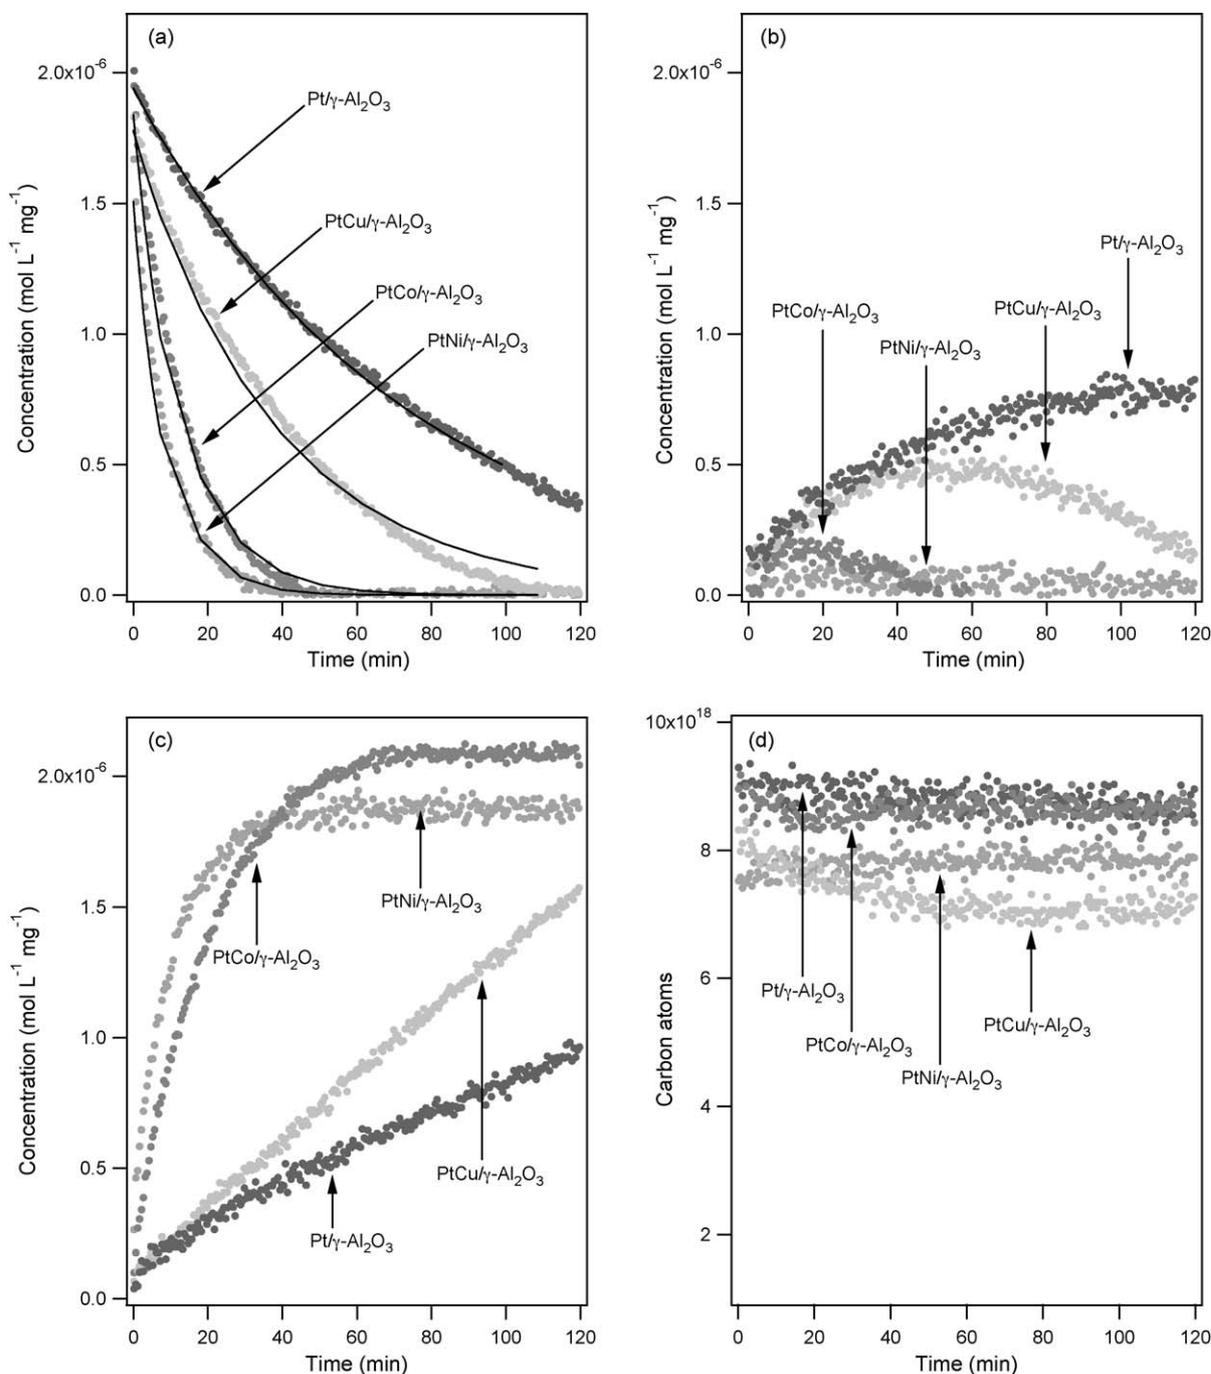 (a)
Pt/γ-Al₂O₃
PtCu/γ-Al₂O₃
PtCo/γ-Al₂O₃
PtNi/γ-Al₂O₃
2.0x10⁻⁶
1.5
1.0
0.5
0.0
Concentration (mol L⁻¹ mg⁻¹)
0 20 40 60 80 100 120
Time (min)
(b)
Pt/γ-Al₂O₃
PtCo/γ-Al₂O₃
PtCu/γ-Al₂O₃
PtNi/γ-Al₂O₃
2.0x10⁻⁶
1.5
1.0
0.5
0.0
Concentration (mol L⁻¹ mg⁻¹)
0 20 40 60 80 100 120
Time (min)
(c)
PtNi/γ-Al₂O₃
PtCo/γ-Al₂O₃
PtCu/γ-Al₂O₃
Pt/γ-Al₂O₃
2.0x10⁻⁶
1.5
1.0
0.5
0.0
Concentration (mol L⁻¹ mg⁻¹)
0 20 40 60 80 100 120
Time (min)
(d)
Pt/γ-Al₂O₃
PtCu/γ-Al₂O₃
PtCo/γ-Al₂O₃
PtNi/γ-Al₂O₃
10x10¹⁸
8
6
4
2
Carbon atoms
0 20 40 60 80 100 120
Time (min)